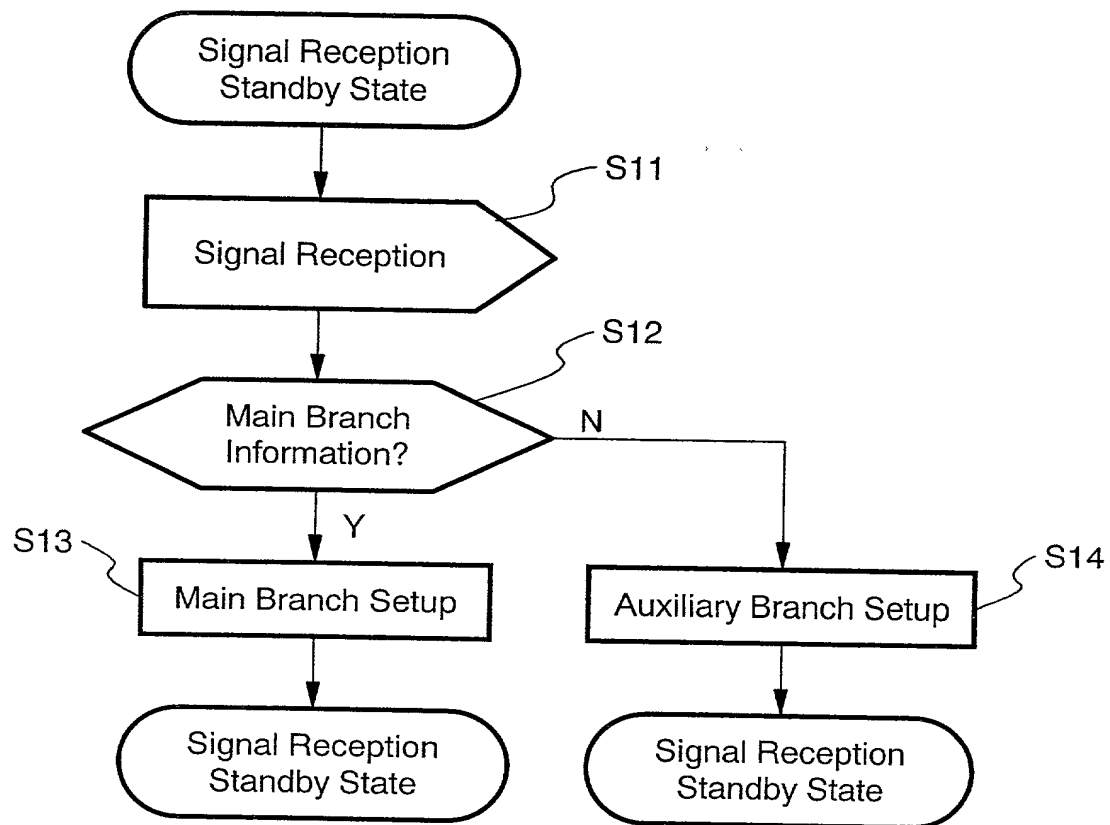 Signal Reception
Standby State
S11
Signal Reception
S12
Main Branch
Information?
N
Y
S13
Main Branch Setup
S14
Auxiliary Branch Setup
Signal Reception
Standby State
Signal Reception
Standby State